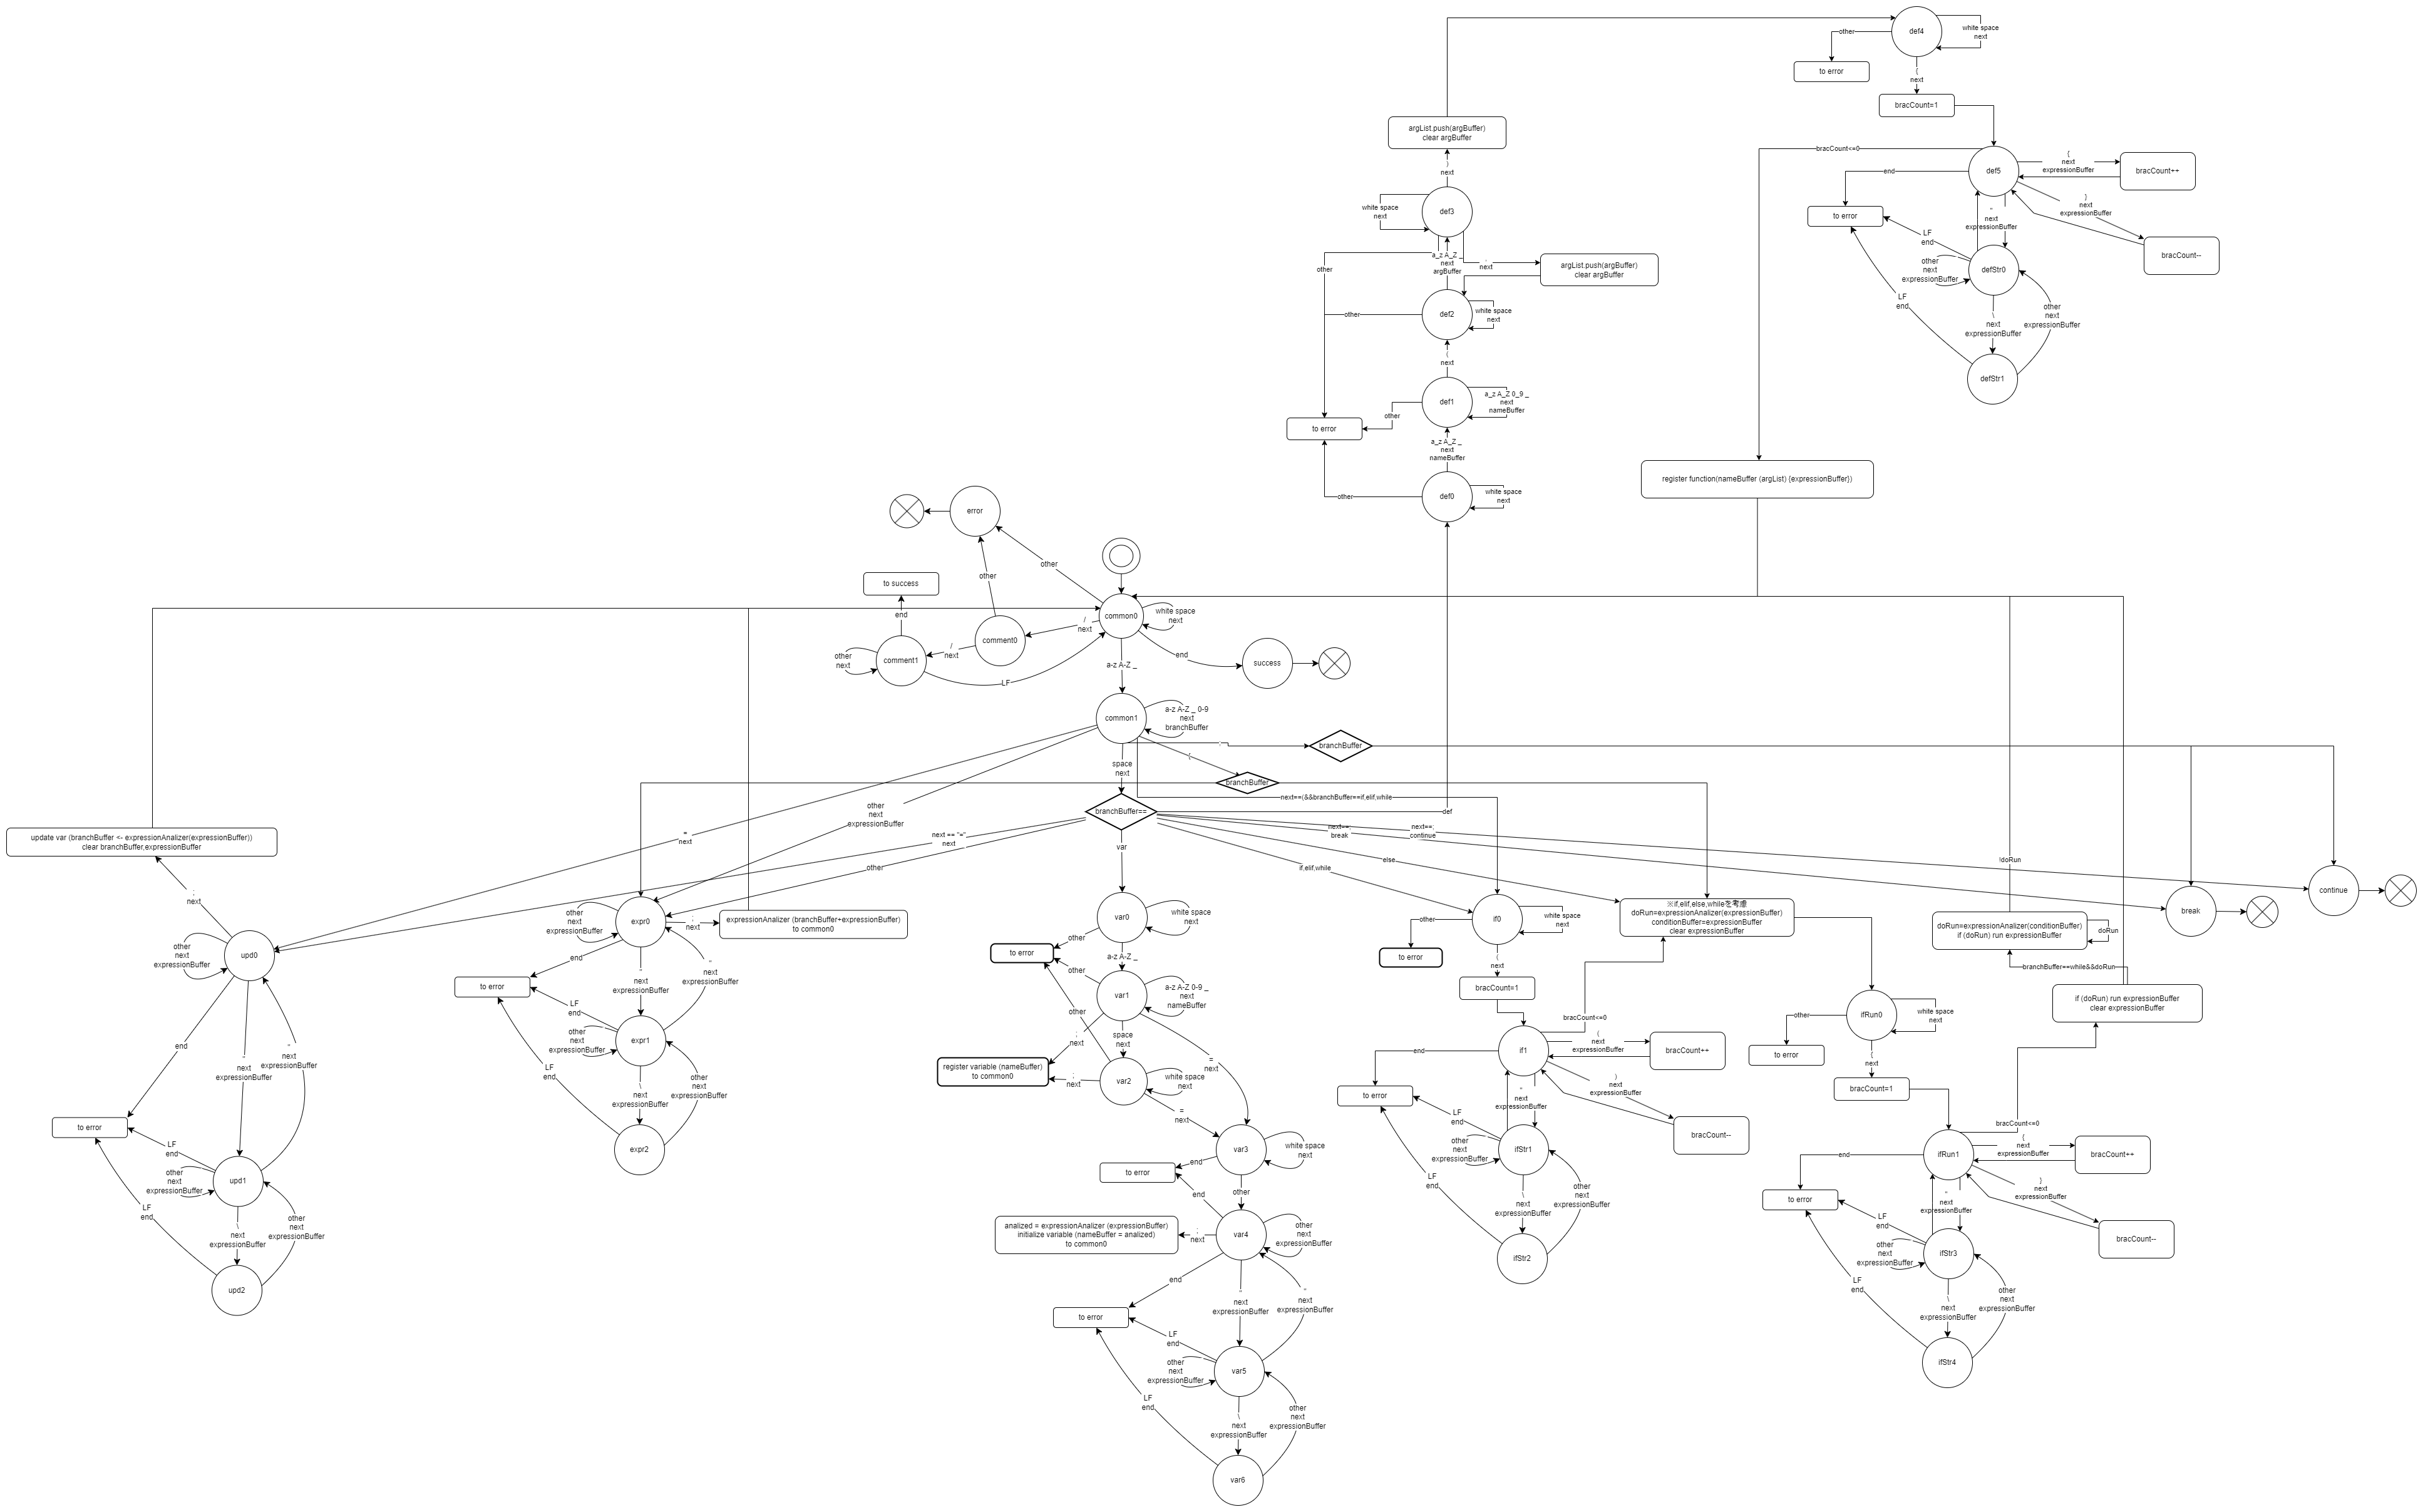 def4
white space
next
other
to error
{
next
bracCount=1
argList.push(argBuffer)
clear argBuffer
)
next
bracCount<=0
def5
{
next
expressionBuffer
bracCount++
end
}
next
expressionBuffer
bracCount--
to error
"
next
expressionBuffer
LF
end
defStr0
other
next
expressionBuffer
LF
end
\
next
expressionBuffer
other
next
expressionBuffer
defStr1
def3
white space
next
other
a_z A_Z _
next
argBuffer
,
next
argList.push(argBuffer)
clear argBuffer
def2
white space
next
other
(
next
def1
a_z A_Z 0_9 _
next
nameBuffer
other
to error
a_z A_Z _
next
nameBuffer
def0
white space
next
other
register function(nameBuffer (argList) {expressionBuffer})
error
other
other
to success
end
common0
white space
next
/
next
comment0
/
next
comment1
other
next
LF
end
success
a-z A-Z _
common1
a-z A-Z _ 0-9
next
branchBuffer
;
branchBuffer
space
next
(
branchBuffer
next==(&&branchBuffer==if,elif,while
other
next
expressionBuffer
branchBuffer==
def
=
next
next == "="
next
other
var
if,elif,while
else
next==;
break
next==;
continue
!doRun
continue
break
update var (branchBuffer <- expressionAnalizer(expressionBuffer))
clear branchBuffer,expressionBuffer
;
next
upd0
other
next
expressionBuffer
end
"
next
expressionBuffer
"
next
expressionBuffer
to error
LF
end
upd1
other
next
expressionBuffer
LF
end
\
next
expressionBuffer
other
next
expressionBuffer
upd2
expr0
other
next
expressionBuffer
;
next
expressionAnalizer (branchBuffer+expressionBuffer)
to common0
end
"
next
expressionBuffer
"
next
expressionBuffer
to error
LF
end
expr1
other
next
expressionBuffer
LF
end
\
next
expressionBuffer
other
next
expressionBuffer
expr2
var0
white space
next
other
to error
a-z A-Z _
other
var1
a-z A-Z 0-9 _
next
nameBuffer
other
;
next
space
next
=
next
register variable (nameBuffer)
to common0
;
next
var2
white space
next
=
next
var3
white space
next
end
to error
other
end
analized = expressionAnalizer (expressionBuffer)
initialize variable (nameBuffer = analized)
to common0
;
next
var4
other
next
expressionBuffer
end
"
next
expressionBuffer
"
next
expressionBuffer
to error
LF
end
var5
other
next
expressionBuffer
LF
end
\
next
expressionBuffer
other
next
expressionBuffer
var6
if0
white space
next
other
to error
(
next
bracCount=1
bracCount<=0
if1
(
next
expressionBuffer
bracCount++
end
)
next
expressionBuffer
bracCount--
to error
"
next
expressionBuffer
LF
end
ifStr1
other
next
expressionBuffer
LF
end
\
next
expressionBuffer
other
next
expressionBuffer
ifStr2
※if,elif,else,whileを考慮
doRun=expressionAnalizer(expressionBuffer)
conditionBuffer=expressionBuffer
clear expressionBuffer
doRun=expressionAnalizer(conditionBuffer)
if (doRun) run expressionBuffer
doRun
branchBuffer==while&&doRun
if (doRun) run expressionBuffer
clear expressionBuffer
ifRun0
white space
next
other
to error
{
next
bracCount=1
bracCount<=0
ifRun1
{
next
expressionBuffer
bracCount++
end
}
next
expressionBuffer
bracCount--
to error
"
next
expressionBuffer
LF
end
ifStr3
other
next
expressionBuffer
LF
end
\
next
expressionBuffer
other
next
expressionBuffer
ifStr4